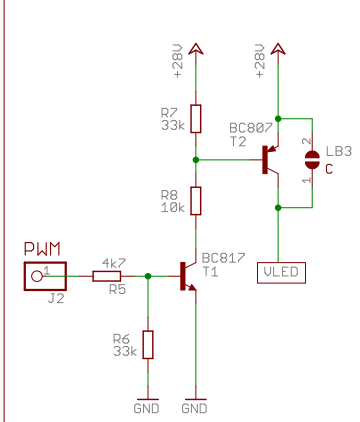 +28V
+28V
R7
33k
BC807
T2
2
LB3
1
C
R8
10k
PWM
1
J2
4k7
R5
BC817
T1
VLED
R6
33k
GND
GND